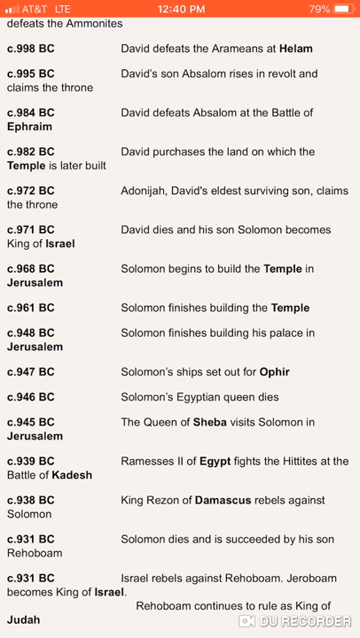 AT&T LTE 12:40 PM 79%
defeats the Ammonites
c.998 BC David defeats the Arameans at Helam
c.995 BC David's son Absalom rises in revolt and
claims the throne
c.984 BC David defeats Absalom at the Battle of
Ephraim
c.982 BC David purchases the land on which the
Temple is later built
c.972 BC Adonijah, David's eldest surviving son, claims
the throne
c.971 BC David dies and his son Solomon becomes
King of Israel
c.968 BC Solomon begins to build the Temple in
Jerusalem
c.961 BC Solomon finishes building the Temple
c.948 BC Solomon finishes building his palace in
Jerusalem
c.947 BC Solomon's ships set out for Ophir
c.946 BC Solomon's Egyptian queen dies
c.945 BC The Queen of Sheba visits Solomon in
Jerusalem
c.939 BC Ramesses II of Egypt fights the Hittites at the
Battle of Kadesh
c.938 BC King Rezon of Damascus rebels against
Solomon
c.931 BC Solomon dies and is succeeded by his son
Rehoboam
c.931 BC Israel rebels against Rehoboam. Jeroboam
becomes King of Israel.
Rehoboam continues to rule as King of
Judah
DU RECORDER